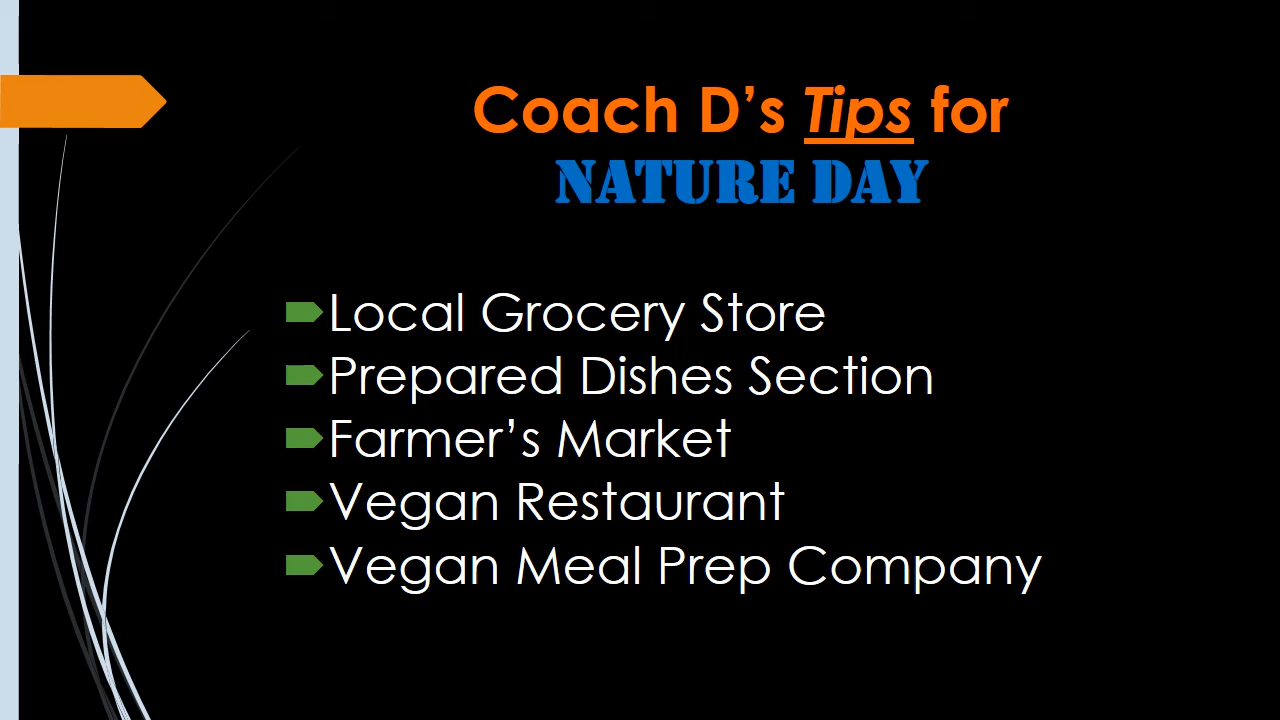 Coach D’s Tips for
NATURE DAY
Local Grocery Store
Prepared Dishes Section
Farmer’s Market
Vegan Restaurant
Vegan Meal Prep Company